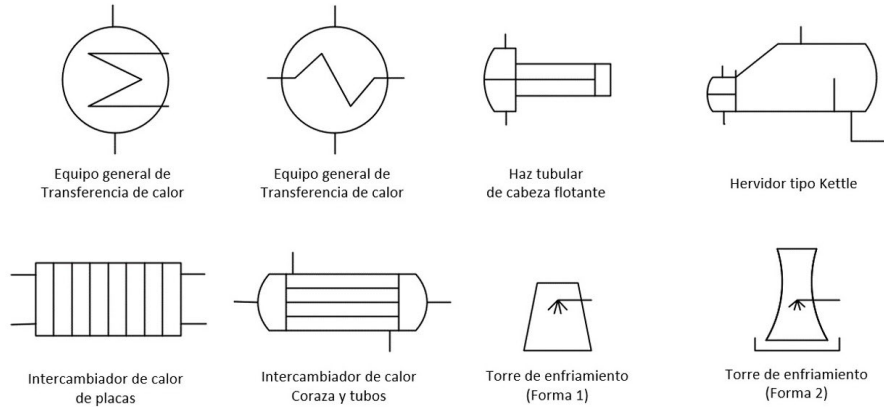 Equipo general de
Transferencia de calor
Equipo general de
Transferencia de calor
Haz tubular
de cabeza flotante
Hervidor tipo Kettle
Intercambiador de calor
de placas
Intercambiador de calor
Coraza y tubos
Torre de enfriamiento
(Forma 1)
Torre de enfriamiento
(Forma 2)